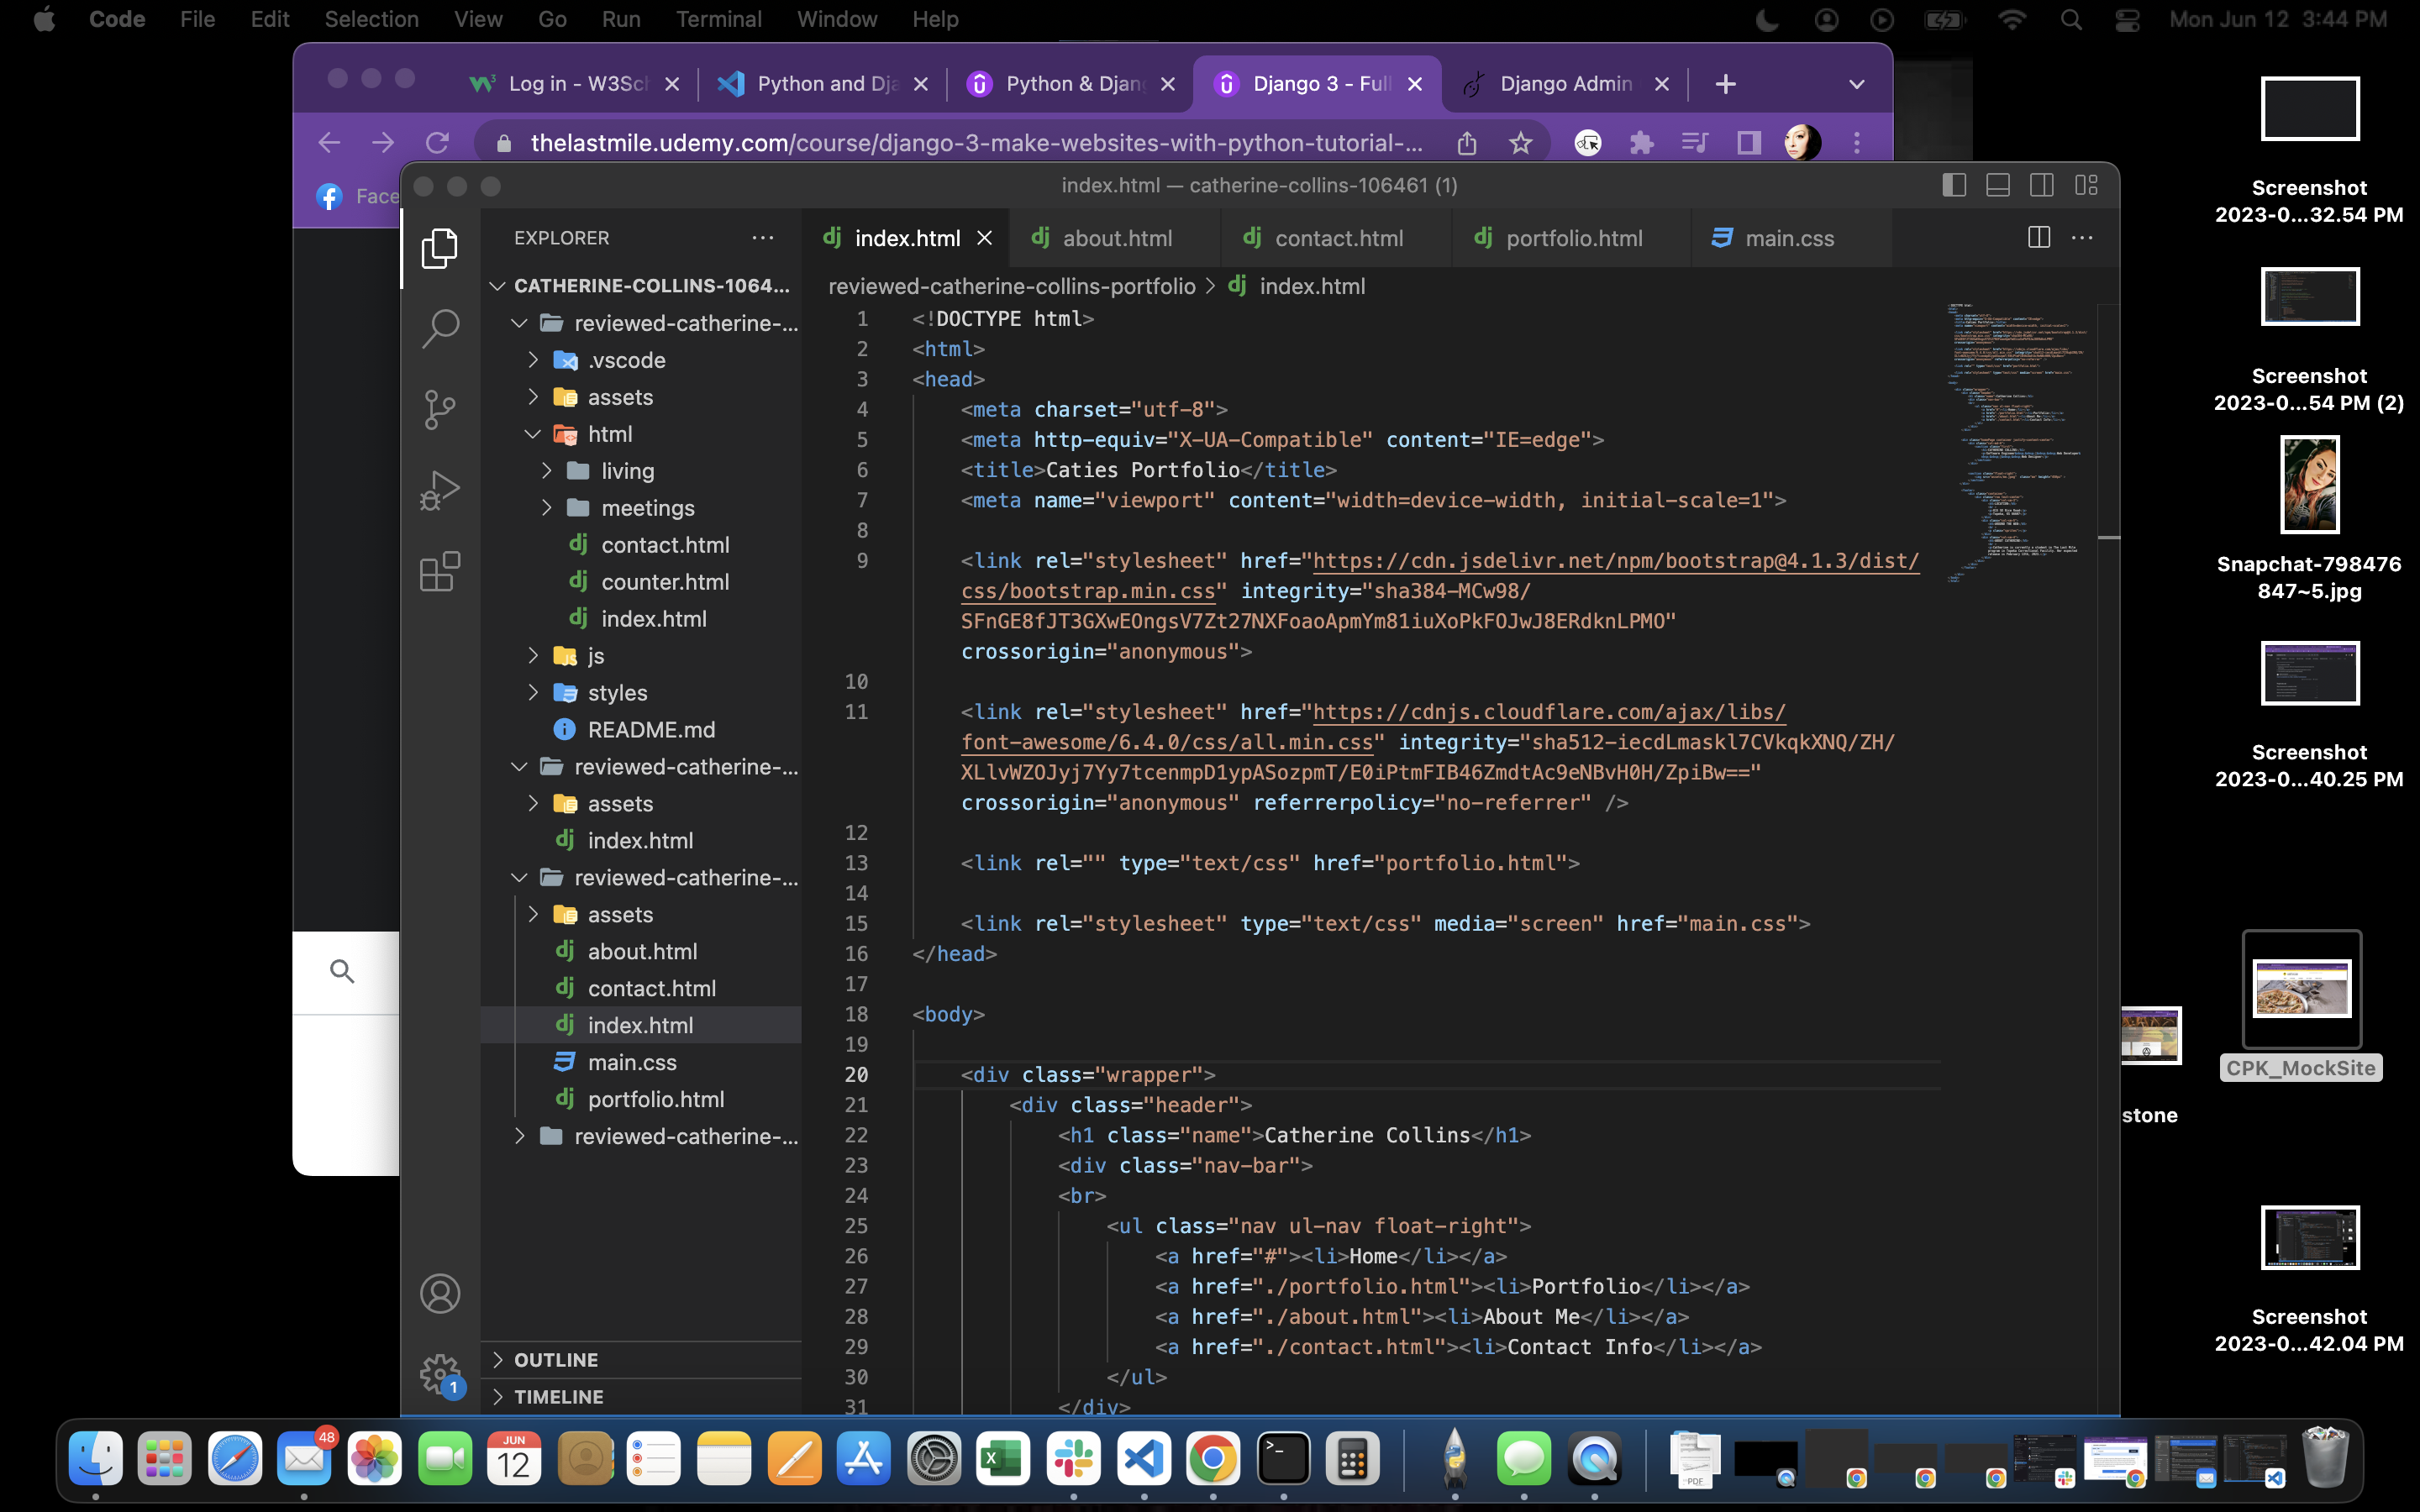 Code File Edit Selection View Go Run Terminal Window Help Mon Jun 12 3:44 PM
Log in - W3Sch Python and Dja Python & Djang Django 3 - Full Django Admin
thelastmile.udemy.com/course/django-3-make-websites-with-python-tutorial-...
Face
index.html — catherine-collins-106461 (1)
EXPLORER
index.html about.html contact.html portfolio.html main.css
reviewed-catherine-collins-portfolio > index.html
CATHERINE-COLLINS-1064...
reviewed-catherine-...
.vscode
assets
html
living
meetings
contact.html
counter.html
index.html
js
styles
README.md
reviewed-catherine-...
assets
index.html
reviewed-catherine-...
assets
about.html
contact.html
index.html
main.css
portfolio.html
reviewed-catherine-...
OUTLINE
TIMELINE
1
1 <!DOCTYPE html>
2 <html>
3 <head>
4 <meta charset="utf-8">
5 <meta http-equiv="X-UA-Compatible" content="IE=edge">
6 <title>Caties Portfolio</title>
7 <meta name="viewport" content="width=device-width, initial-scale=1">
8
9 <link rel="stylesheet" href="https://cdn.jsdelivr.net/npm/bootstrap@4.1.3/dist/
css/bootstrap.min.css" integrity="sha384-MCw98/
SFnGE8fJT3GXwEOngsV7Zt27NXFoaoApmYm81iuXoPkFOJwJ8ERdknLPMO"
crossorigin="anonymous">
10
11 <link rel="stylesheet" href="https://cdnjs.cloudflare.com/ajax/libs/
font-awesome/6.4.0/css/all.min.css" integrity="sha512-iecdLmaskl7CVkqkXNQ/ZH/
XLlvWZOJyj7Yy7tcenmpD1ypASozpmT/E0iPtmFIB46ZmdtAc9eNBvH0H/ZpiBw=="
crossorigin="anonymous" referrerpolicy="no-referrer" />
12
13 <link rel="" type="text/css" href="portfolio.html">
14
15 <link rel="stylesheet" type="text/css" media="screen" href="main.css">
16 </head>
17
18 <body>
19
20 <div class="wrapper">
21 <div class="header">
22 <h1 class="name">Catherine Collins</h1>
23 <div class="nav-bar">
24 <br>
25 <ul class="nav ul-nav float-right">
26 <a href="#"><li>Home</li></a>
27 <a href="./portfolio.html"><li>Portfolio</li></a>
28 <a href="./about.html"><li>About Me</li></a>
29 <a href="./contact.html"><li>Contact Info</li></a>
30 </ul>
31 </div>
Screenshot
2023-0...32.54 PM
Screenshot
2023-0...54 PM (2)
Snapchat-798476
847~5.jpg
Screenshot
2023-0...40.25 PM
CPK_MockSite
stone
Screenshot
2023-0...42.04 PM
48
JUN
12
PDF